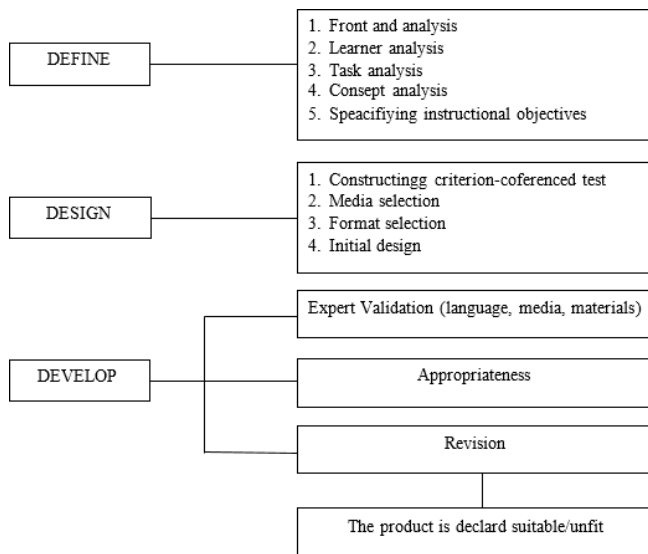 DEFINE
1. Front and analysis
2. Learner analysis
3. Task analysis
4. Consept analysis
5. Speacifiying instructional objectives
DESIGN
1. Constructingg criterion-coferenced test
2. Media selection
3. Format selection
4. Initial design
DEVELOP
Expert Validation (language, media, materials)
Appropriateness
Revision
The product is declard suitable/unfit